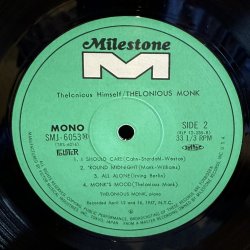 Milestone
M
Thelonious Himself/THELONIOUS MONK
MONO
SMJ-6053M
SIDE 2
33 1/3 RPM
1. I SHOULD CARE (Cahn-Stordahl-Weston)
2. 'ROUND MIDNIGHT (Monk-Williams)
3. ALL ALONE (Irving Berlin)
4. MONK'S MOOD (Thelonious Monk)
THELONIOUS MONK, piano
Recorded April 12 and 16, 1957, N.Y.C.